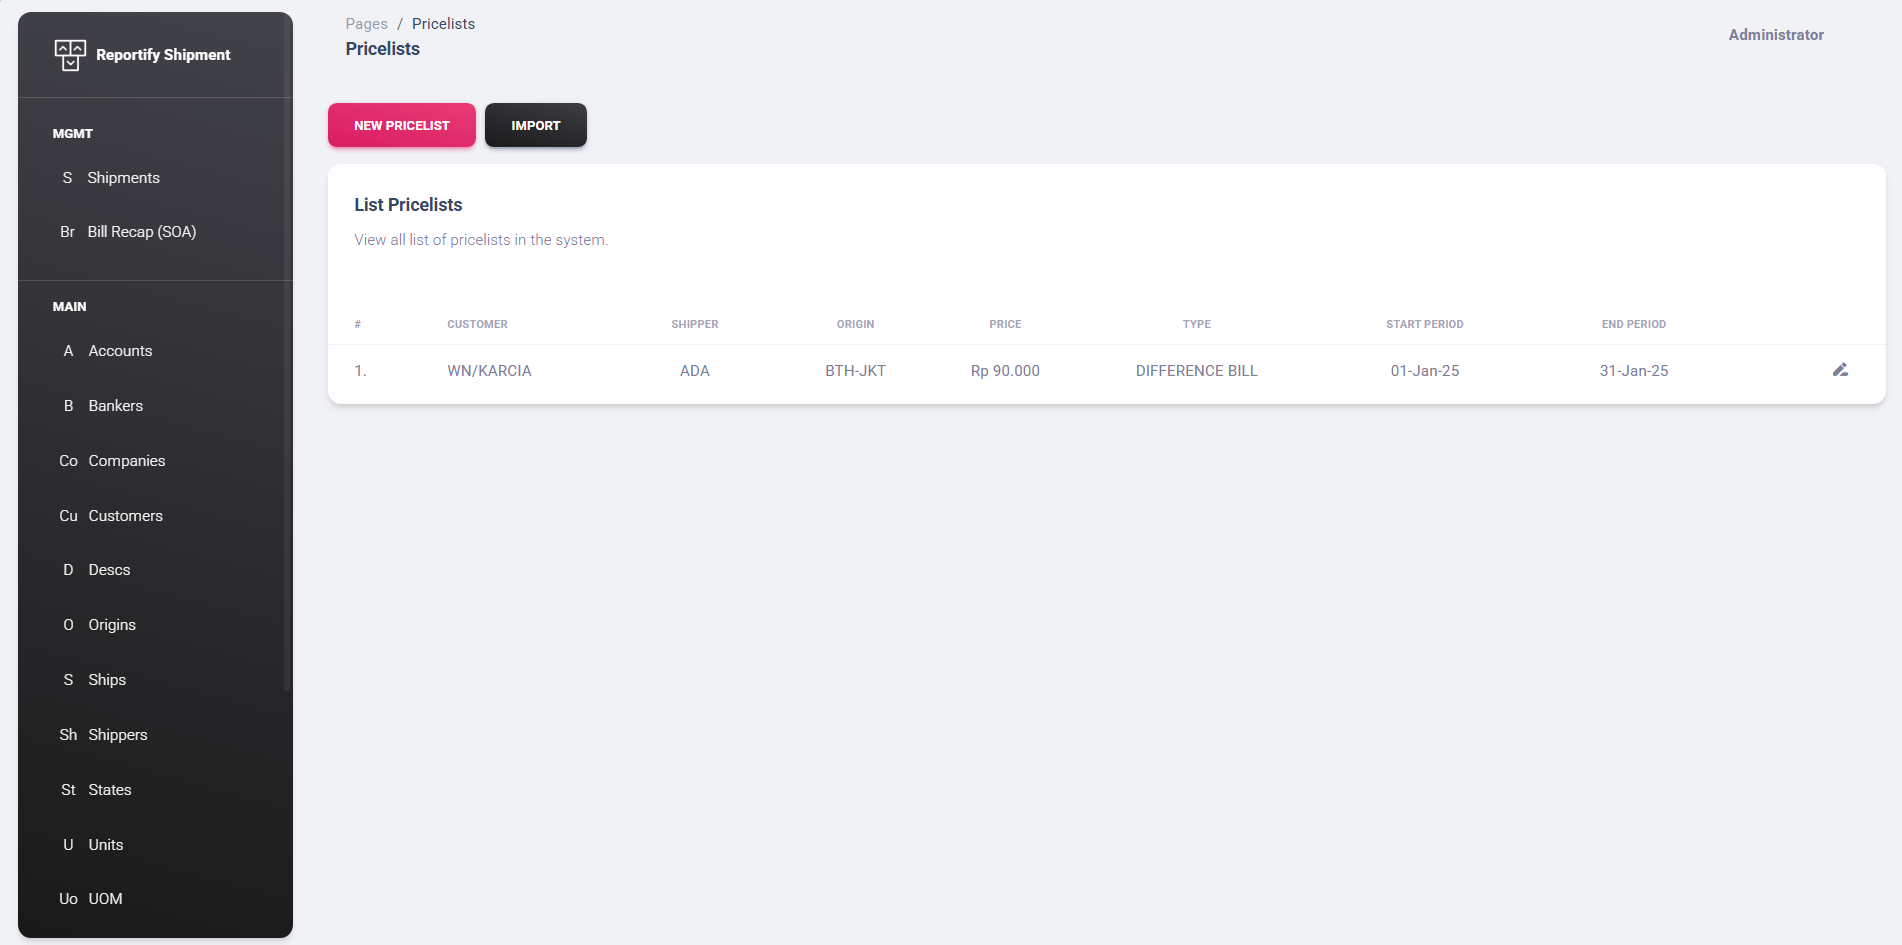 Reportify Shipment
MGMT
S Shipments
Br Bill Recap (SOA)
MAIN
A Accounts
B Bankers
Co Companies
Cu Customers
D Descs
O Origins
S Ships
Sh Shippers
St States
U Units
Uo UOM
Pages / Pricelists
Pricelists
Administrator
NEW PRICELIST IMPORT
List Pricelists
View all list of pricelists in the system.
# CUSTOMER SHIPPER ORIGIN PRICE TYPE START PERIOD END PERIOD
1. WN/KARCIA ADA BTH-JKT Rp 90.000 DIFFERENCE BILL 01-Jan-25 31-Jan-25